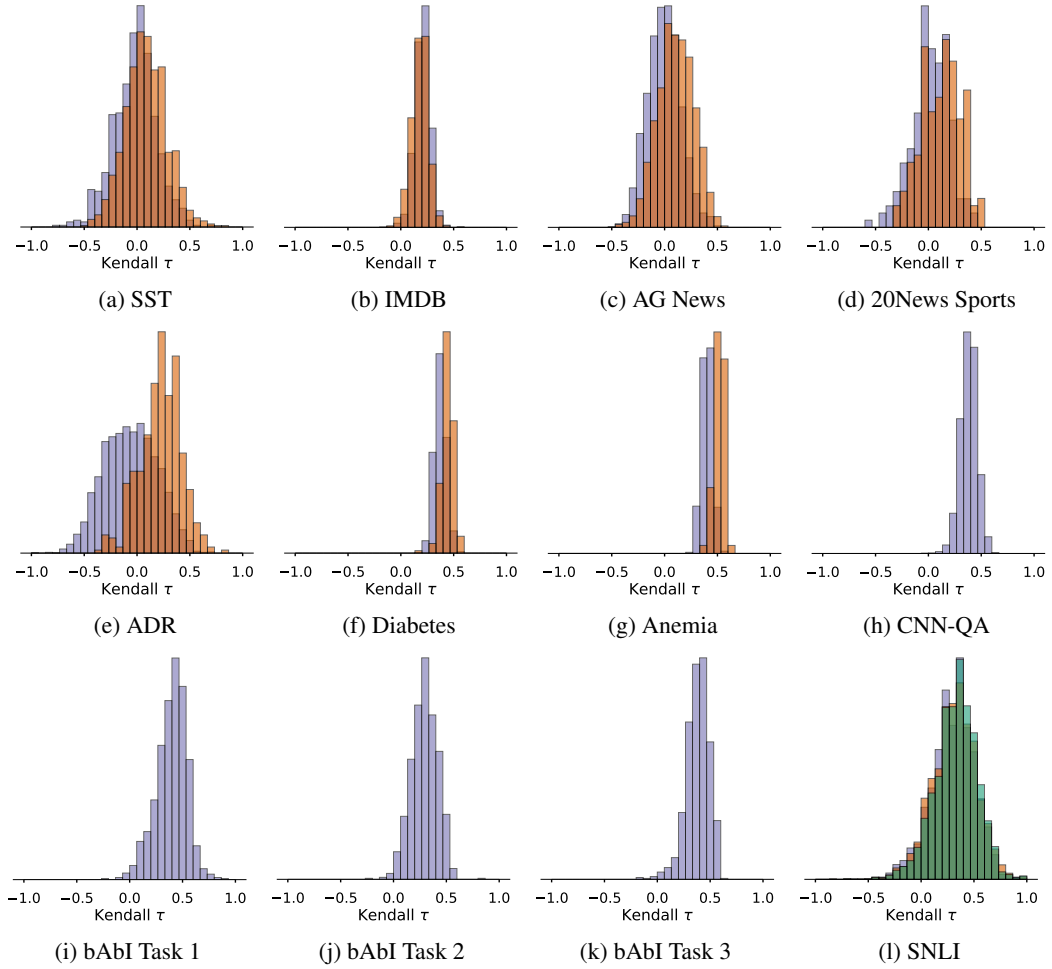 −1.0 −0.5 0.0 0.5 1.0 −1.0 −0.5 0.0 0.5 1.0 −1.0 −0.5 0.0 0.5 1.0 −1.0 −0.5 0.0 0.5 1.0
Kendall τ Kendall τ Kendall τ Kendall τ
(a) SST (b) IMDB (c) AG News (d) 20News Sports
−1.0 −0.5 0.0 0.5 1.0 −1.0 −0.5 0.0 0.5 1.0 −1.0 −0.5 0.0 0.5 1.0 −1.0 −0.5 0.0 0.5 1.0
Kendall τ Kendall τ Kendall τ Kendall τ
(e) ADR (f) Diabetes (g) Anemia (h) CNN-QA
−1.0 −0.5 0.0 0.5 1.0 −1.0 −0.5 0.0 0.5 1.0 −1.0 −0.5 0.0 0.5 1.0 −1.0 −0.5 0.0 0.5 1.0
Kendall τ Kendall τ Kendall τ Kendall τ
(i) bAbI Task 1 (j) bAbI Task 2 (k) bAbI Task 3 (l) SNLI